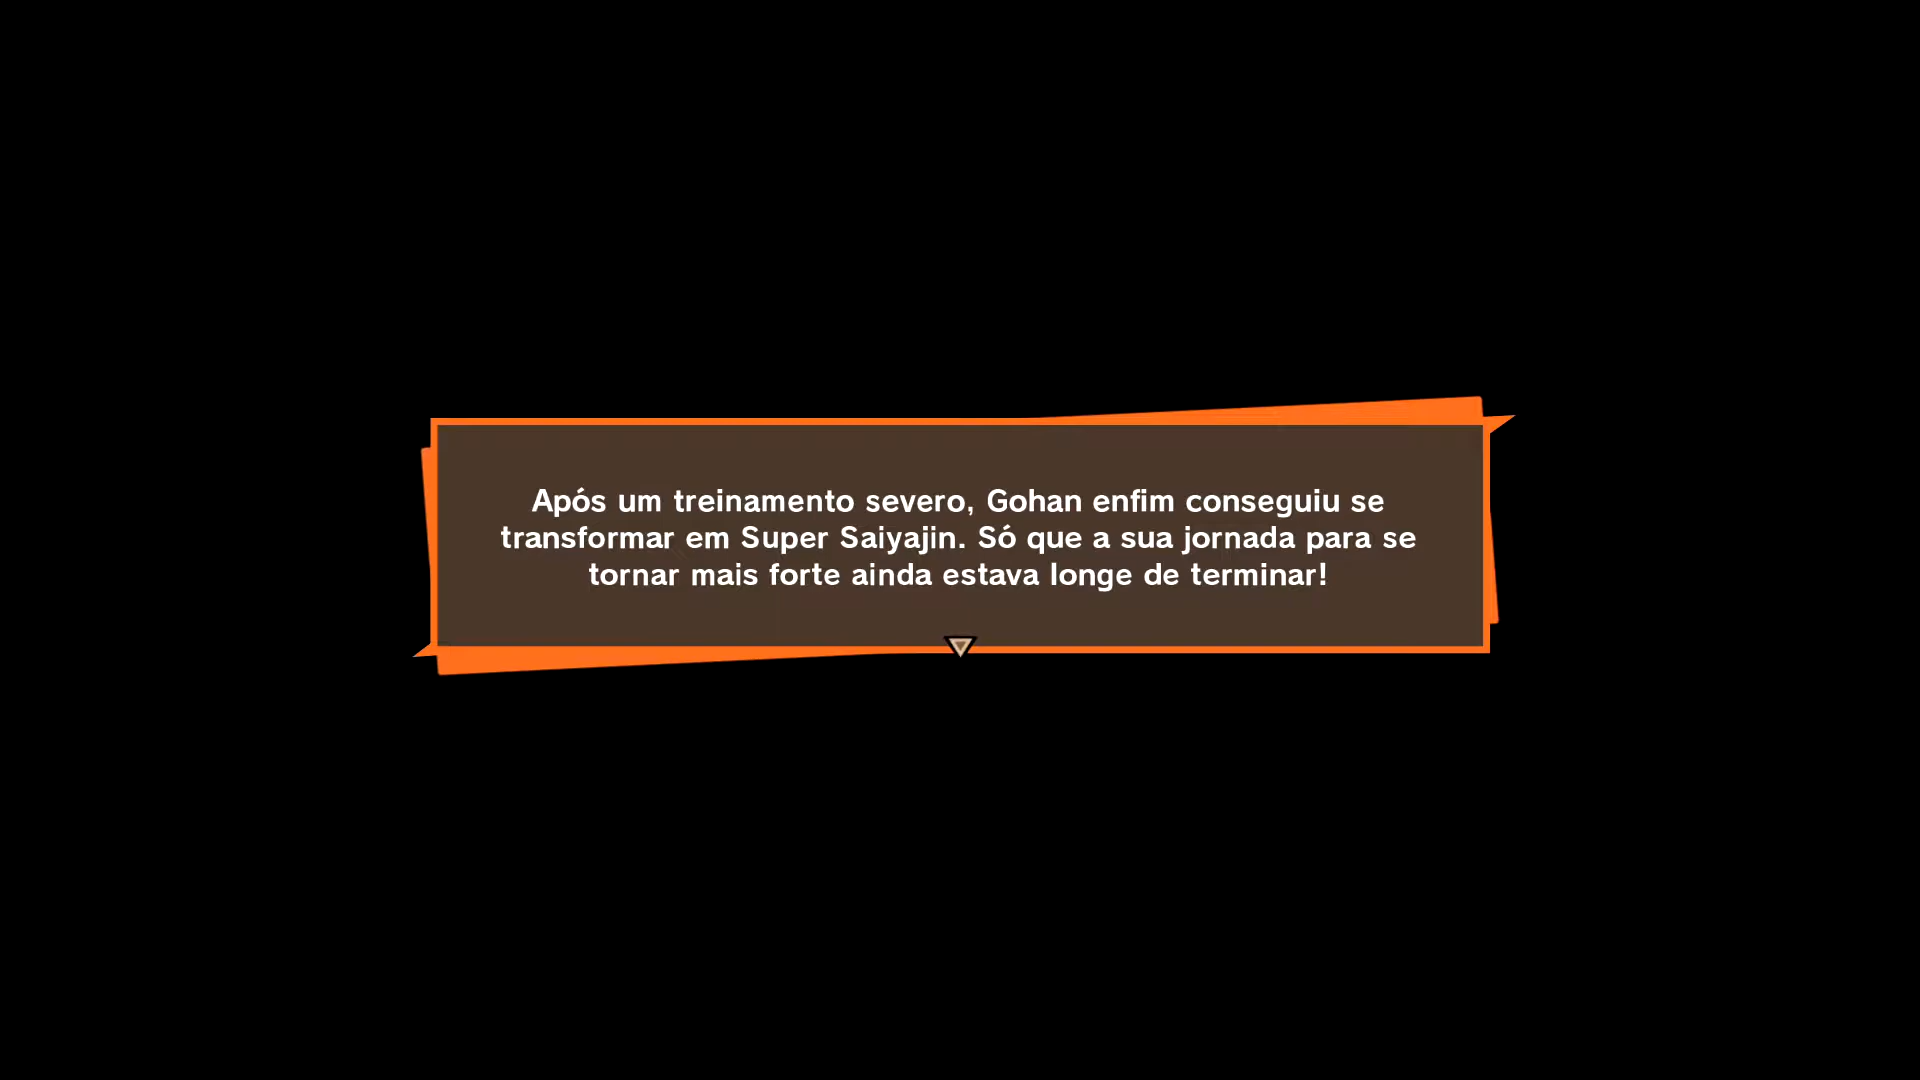 Após um treinamento severo, Gohan enfim conseguiu se
transformar em Super Saiyajin. Só que a sua jornada para se
tornar mais forte ainda estava longe de terminar!